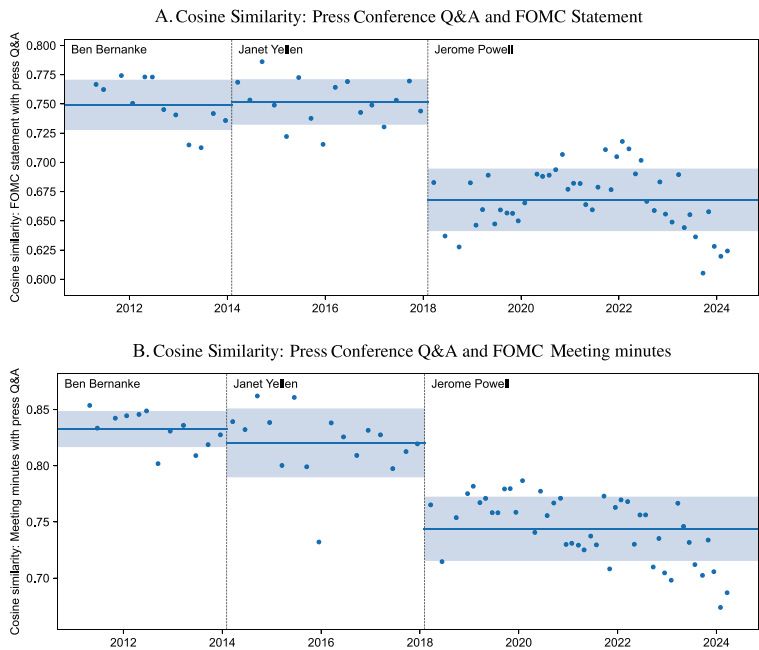 A. Cosine Similarity: Press Conference Q&A and FOMC Statement
Cosine similarity: FOMC statement with press Q&A
Ben Bernanke
Janet Yellen
Jerome Powell
0.800
0.775
0.750
0.725
0.700
0.675
0.650
0.625
0.600
2012
2014
2016
2018
2020
2022
2024
B. Cosine Similarity: Press Conference Q&A and FOMC Meeting minutes
Cosine similarity: Meeting minutes with press Q&A
Ben Bernanke
Janet Yellen
Jerome Powell
0.85
0.80
0.75
0.70
2012
2014
2016
2018
2020
2022
2024